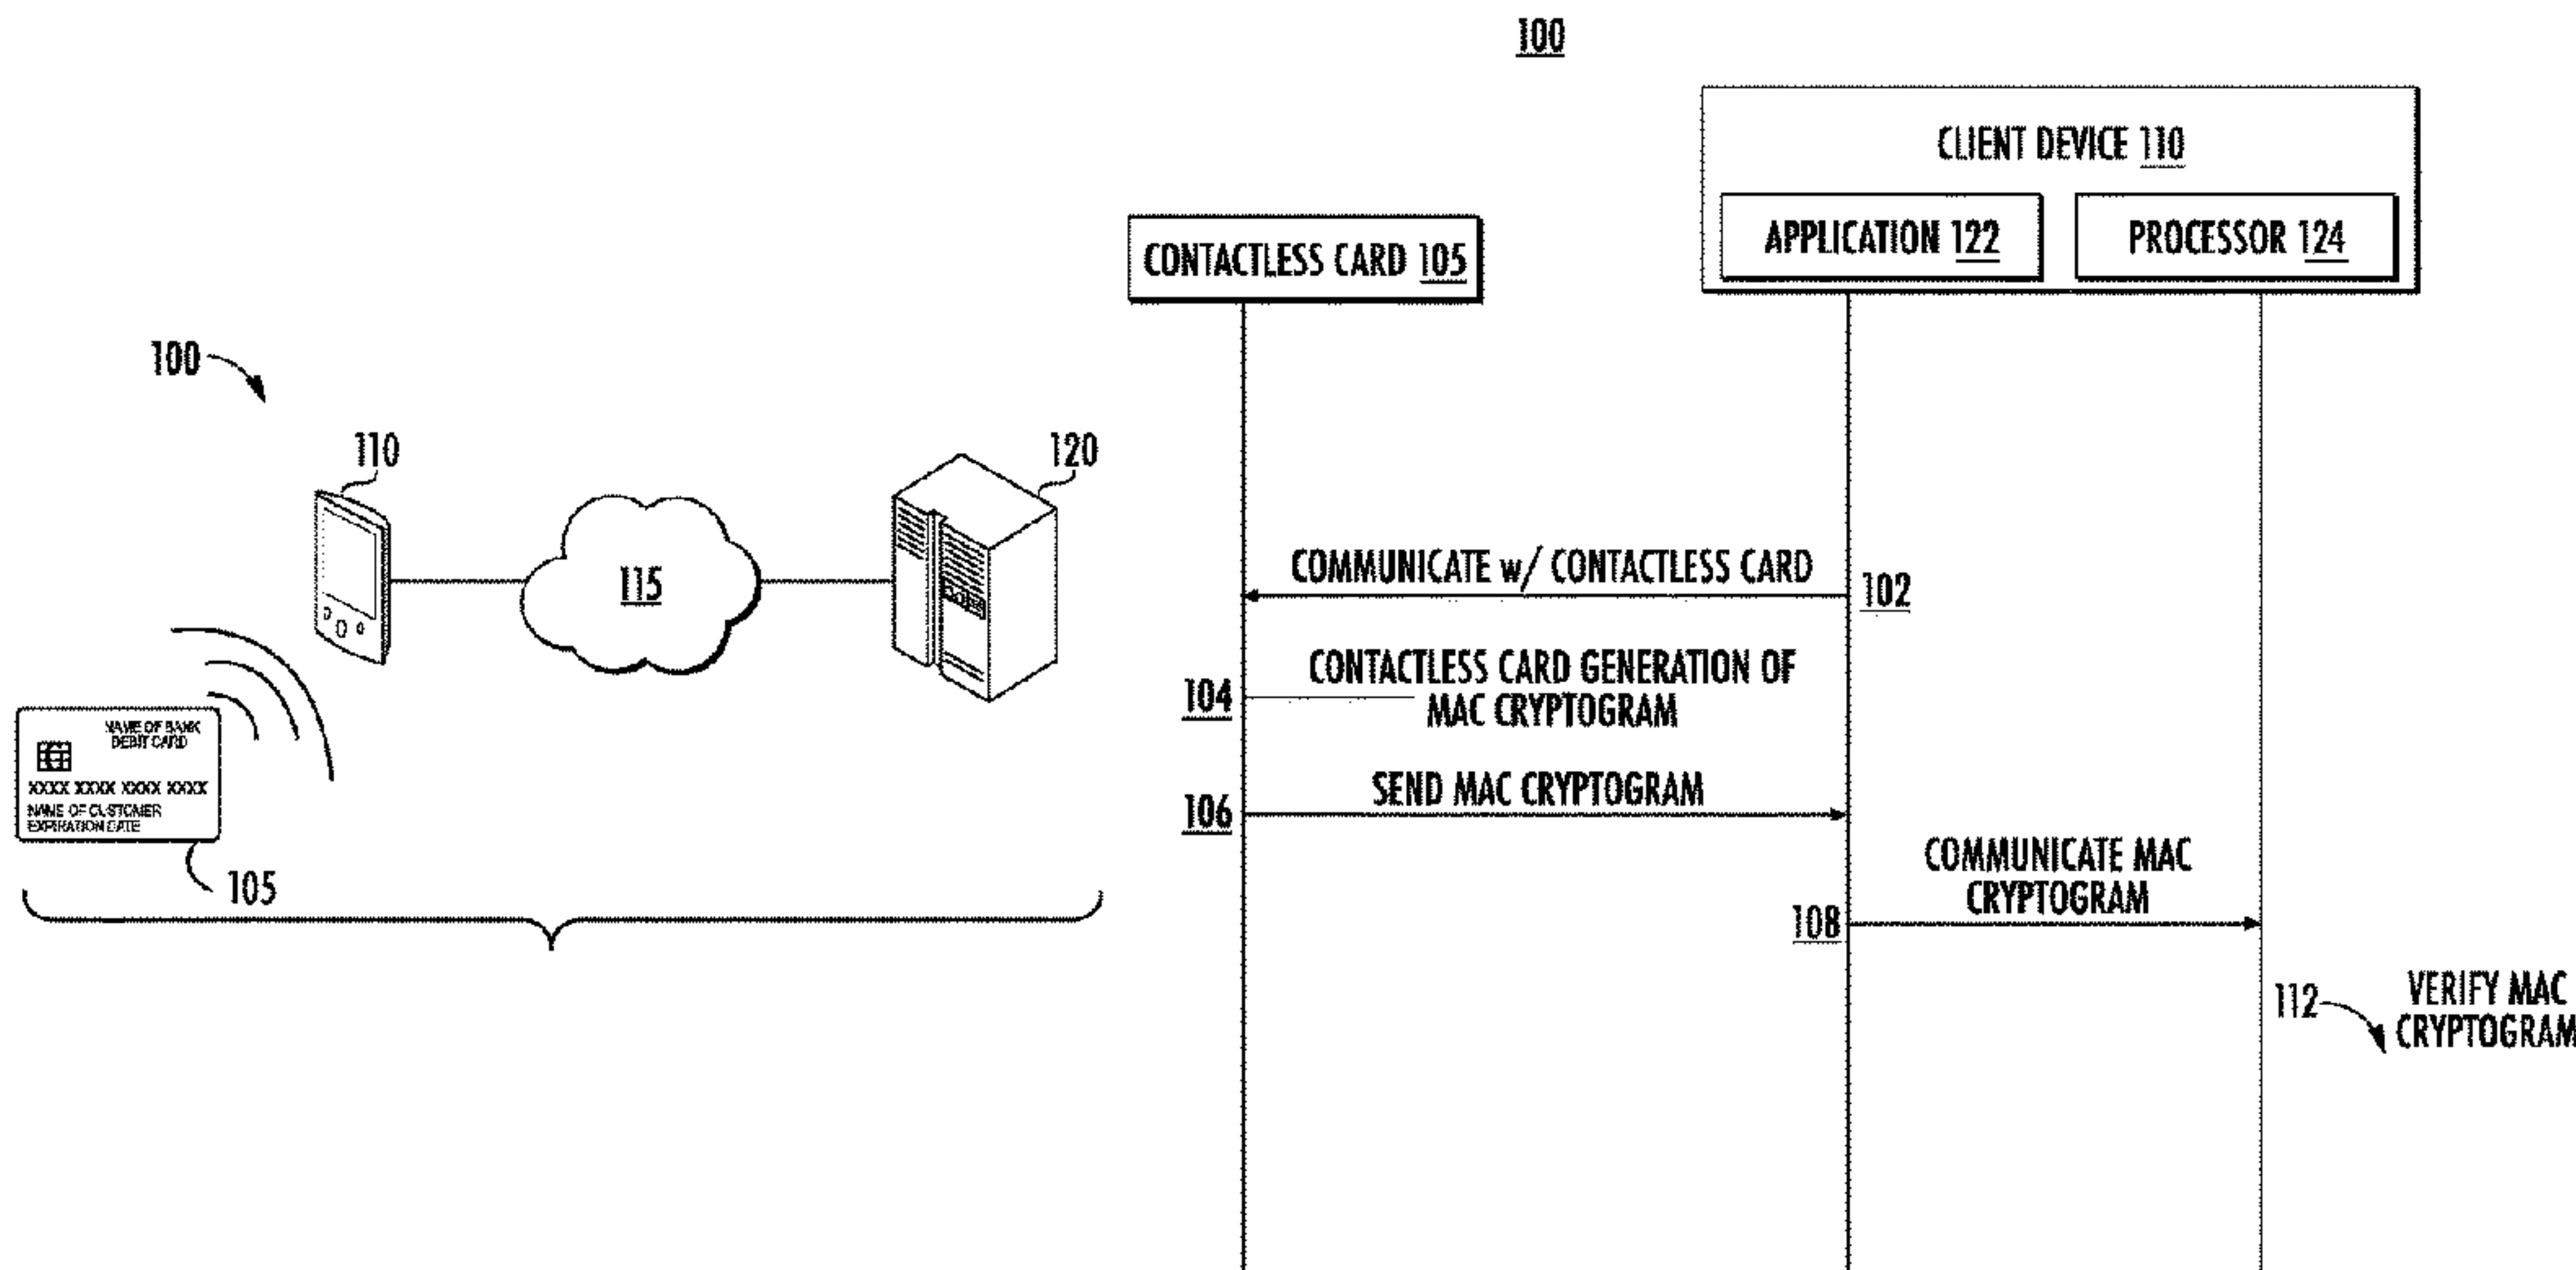 100
110
115
120
NAME OF BANK
DEBIT CARD
XXXX XXXX XXXX XXXX
NAME OF CUSTOMER
EXPIRATION DATE
105
100
CLIENT DEVICE 110
CONTACTLESS CARD 105
APPLICATION 122
PROCESSOR 124
COMMUNICATE w/ CONTACTLESS CARD
102
104
CONTACTLESS CARD GENERATION OF
MAC CRYPTOGRAM
106
SEND MAC CRYPTOGRAM
COMMUNICATE MAC
CRYPTOGRAM
108
112
VERIFY MAC
CRYPTOGRAM